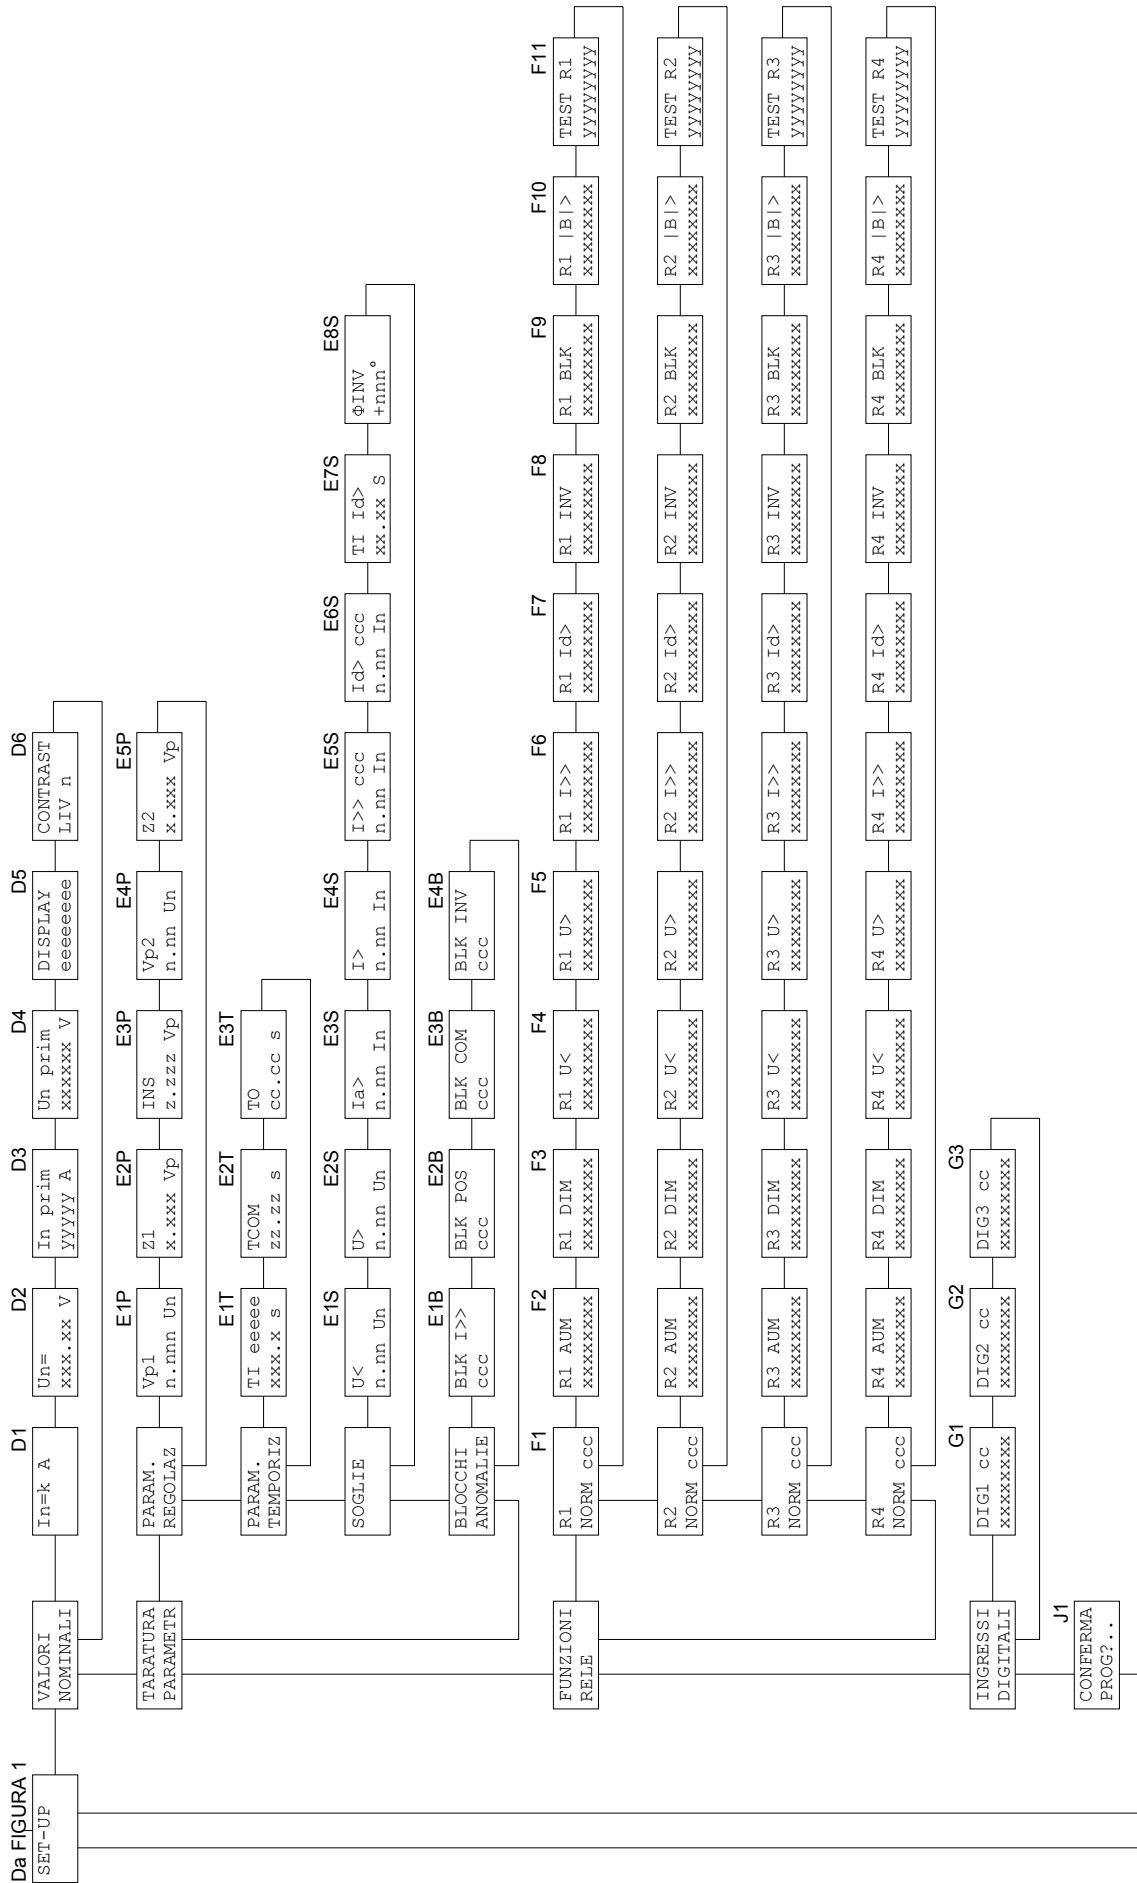 Da FIGURA 1
SET-UP
VALORI
NOMINALI
D1
In=k A
D2
Un=
xxx.xx V
D3
In prim
yyyyy A
D4
Un prim
xxxxxx V
D5
DISPLAY
eeeeeeee
D6
CONTRAST
LIV n
TARATURA
PARAMETR
PARAM.
REGOLAZ
E1P
Vp1
n.nnn Un
E2P
Z1
x.xxx Vp
E3P
INS
z.zzz Vp
E4P
Vp2
n.nn Un
E5P
Z2
x.xxx Vp
PARAM.
TEMPORIZ
E1T
TI eeeee
xxx.x s
E2T
TCOM
zz.zz s
E3T
TO
cc.cc s
SOGLIE
E1S
U<
n.nn Un
E2S
U>
n.nn Un
E3S
Ia>
n.nn In
E4S
I>
n.nn In
E5S
I>> ccc
n.nn In
E6S
Id> ccc
n.nn In
E7S
TI Id>
xx.xx S
E8S
ΦINV
+nnn°
BLOCCHI
ANOMALIE
E1B
BLK I>>
ccc
E2B
BLK POS
ccc
E3B
BLK COM
ccc
E4B
BLK INV
ccc
FUNZIONI
RELE
F1
R1
NORM ccc
F2
R1 AUM
xxxxxxxx
F3
R1 DIM
xxxxxxxx
F4
R1 U<
xxxxxxxx
F5
R1 U>
xxxxxxxx
F6
R1 I>>
xxxxxxxx
F7
R1 Id>
xxxxxxxx
F8
R1 INV
xxxxxxxx
F9
R1 BLK
xxxxxxxx
F10
R1 |B|>
xxxxxxxx
F11
TEST R1
yyyyyyyy
R2
NORM ccc
R2 AUM
xxxxxxxx
R2 DIM
xxxxxxxx
R2 U<
xxxxxxxx
R2 U>
xxxxxxxx
R2 I>>
xxxxxxxx
R2 Id>
xxxxxxxx
R2 INV
xxxxxxxx
R2 BLK
xxxxxxxx
R2 |B|>
xxxxxxxx
TEST R2
yyyyyyyy
R3
NORM ccc
R3 AUM
xxxxxxxx
R3 DIM
xxxxxxxx
R3 U<
xxxxxxxx
R3 U>
xxxxxxxx
R3 I>>
xxxxxxxx
R3 Id>
xxxxxxxx
R3 INV
xxxxxxxx
R3 BLK
xxxxxxxx
R3 |B|>
xxxxxxxx
TEST R3
yyyyyyyy
R4
NORM ccc
R4 AUM
xxxxxxxx
R4 DIM
xxxxxxxx
R4 U<
xxxxxxxx
R4 U>
xxxxxxxx
R4 I>>
xxxxxxxx
R4 Id>
xxxxxxxx
R4 INV
xxxxxxxx
R4 BLK
xxxxxxxx
R4 |B|>
xxxxxxxx
TEST R4
yyyyyyyy
INGRESSI
DIGITALI
G1
DIG1 cc
xxxxxxxx
G2
DIG2 cc
xxxxxxxx
G3
DIG3 cc
xxxxxxxx
J1
CONFERMA
PROG?..